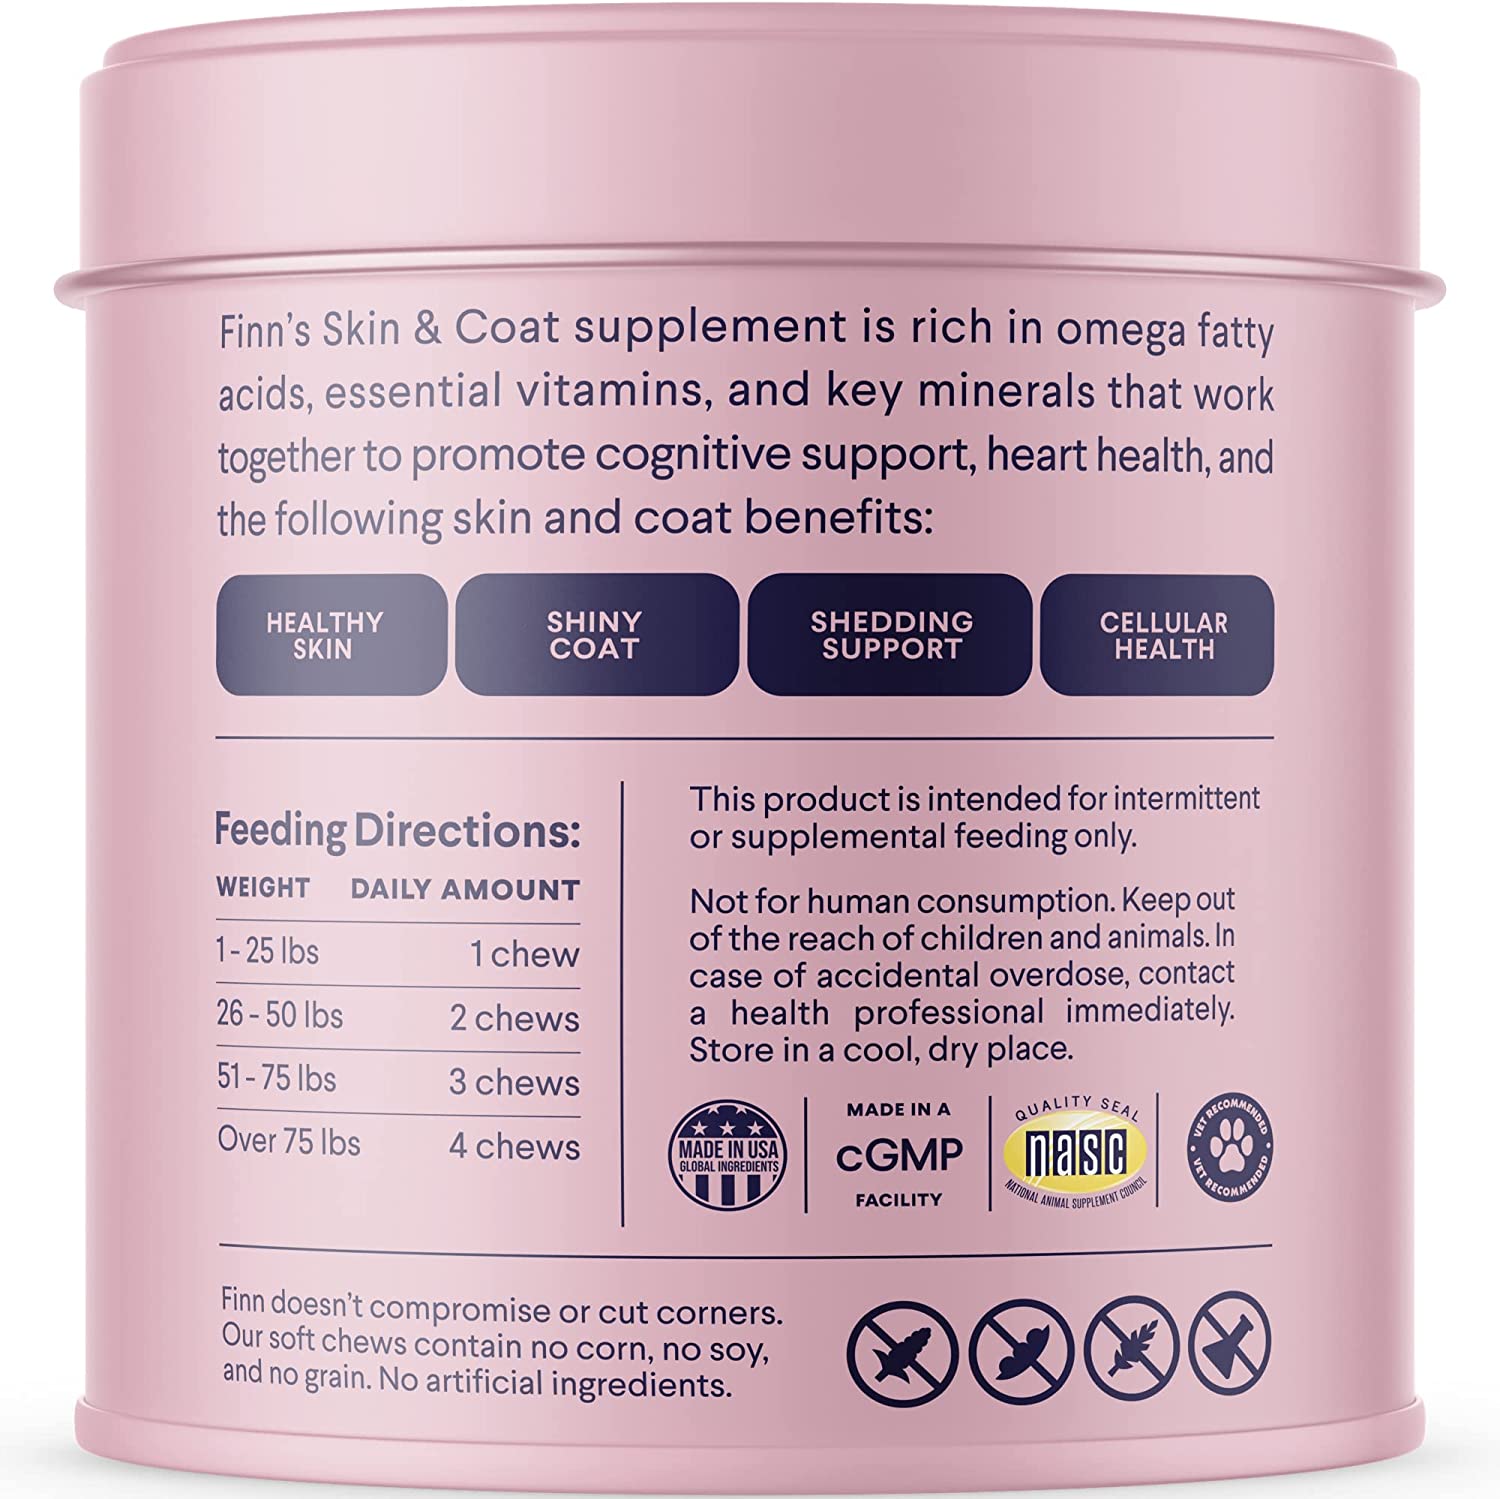 Finn's Skin & Coat supplement is rich in omega fatty
acids, essential vitamins, and key minerals that work
together to promote cognitive support, heart health, and
the following skin and coat benefits:
HEALTHY
SKIN
SHINY
COAT
SHEDDING
SUPPORT
CELLULAR
HEALTH
Feeding Directions:
WEIGHT DAILY AMOUNT
1 - 25 lbs 1 chew
26 - 50 lbs 2 chews
51 - 75 lbs 3 chews
Over 75 lbs 4 chews
This product is intended for intermittent
or supplemental feeding only.
Not for human consumption. Keep out
of the reach of children and animals. In
case of accidental overdose, contact
a health professional immediately.
Store in a cool, dry place.
MADE IN USA
GLOBAL INGREDIENTS
MADE IN A
cGMP
FACILITY
QUALITY SEAL
nasc
NATIONAL ANIMAL SUPPLEMENT COUNCIL
VET RECOMMENDED
VET RECOMMENDED
Finn doesn't compromise or cut corners.
Our soft chews contain no corn, no soy,
and no grain. No artificial ingredients.